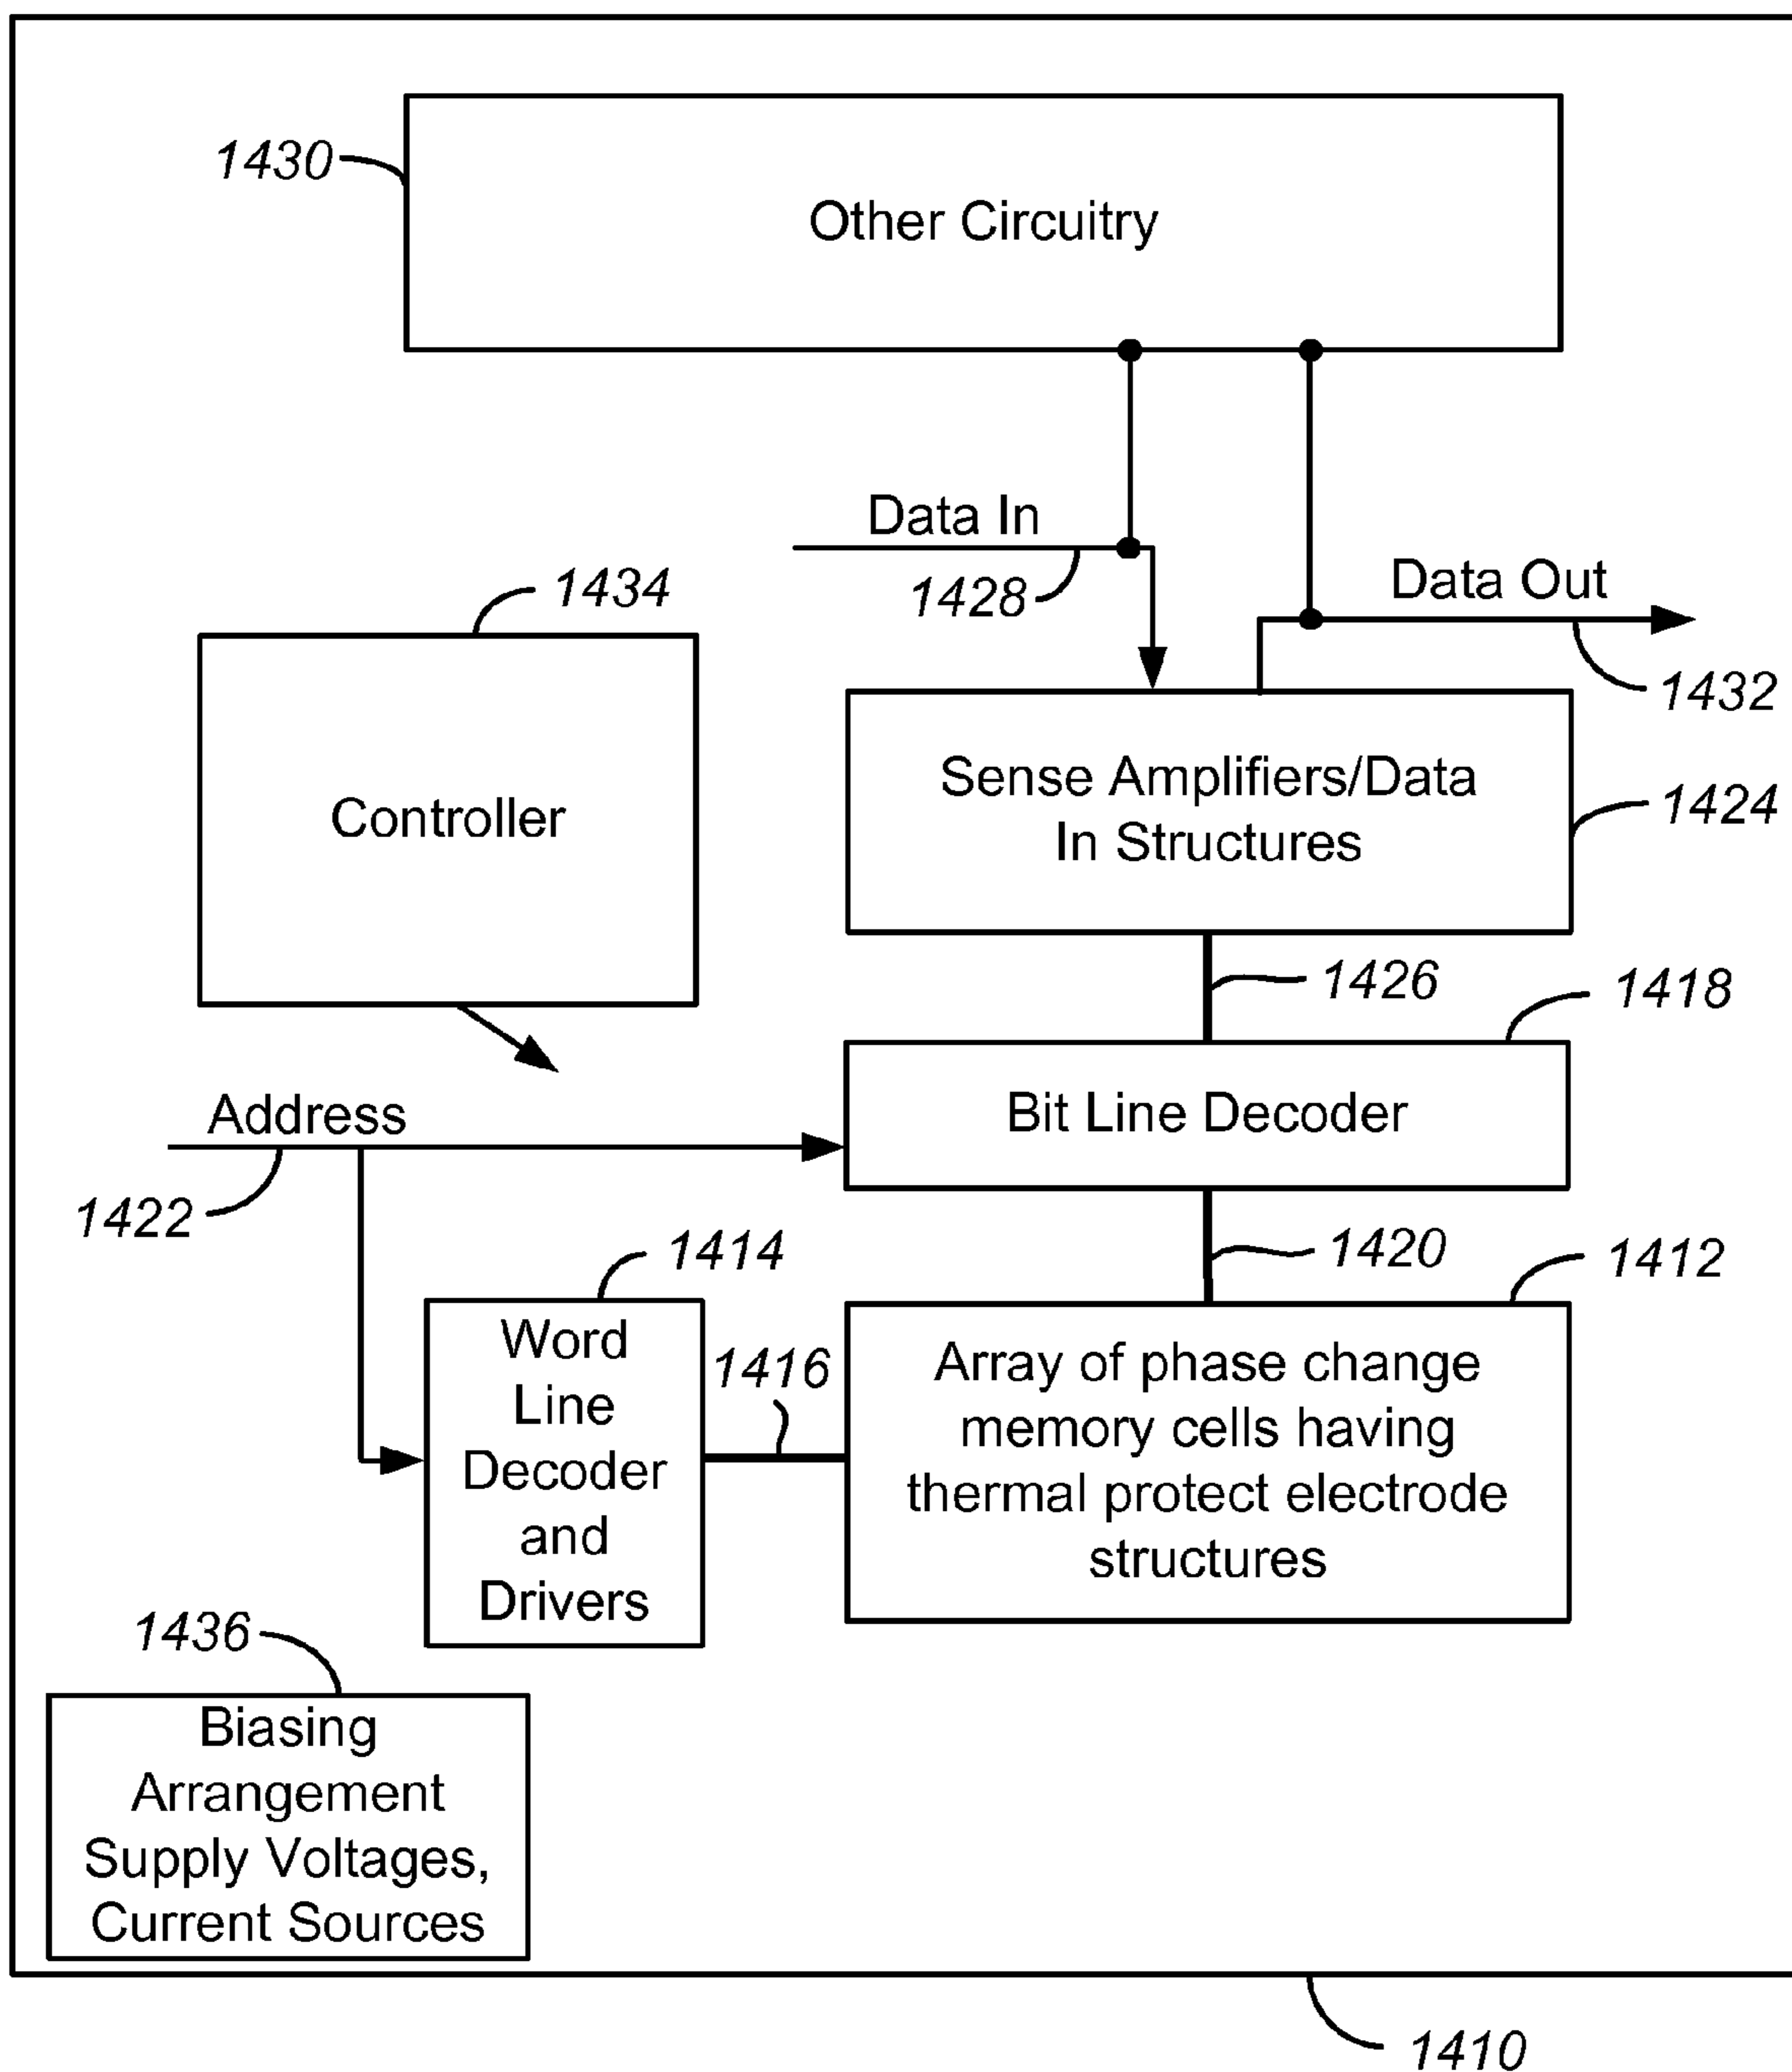 1430
Other Circuitry
Data In
1428
Data Out
1432
1434
Controller
Sense Amplifiers/Data
In Structures
1424
1426
1418
Bit Line Decoder
Address
1422
1420
1414
1412
Word
Line
Decoder
and
Drivers
1416
Array of phase change
memory cells having
thermal protect electrode
structures
1436
Biasing
Arrangement
Supply Voltages,
Current Sources
1410